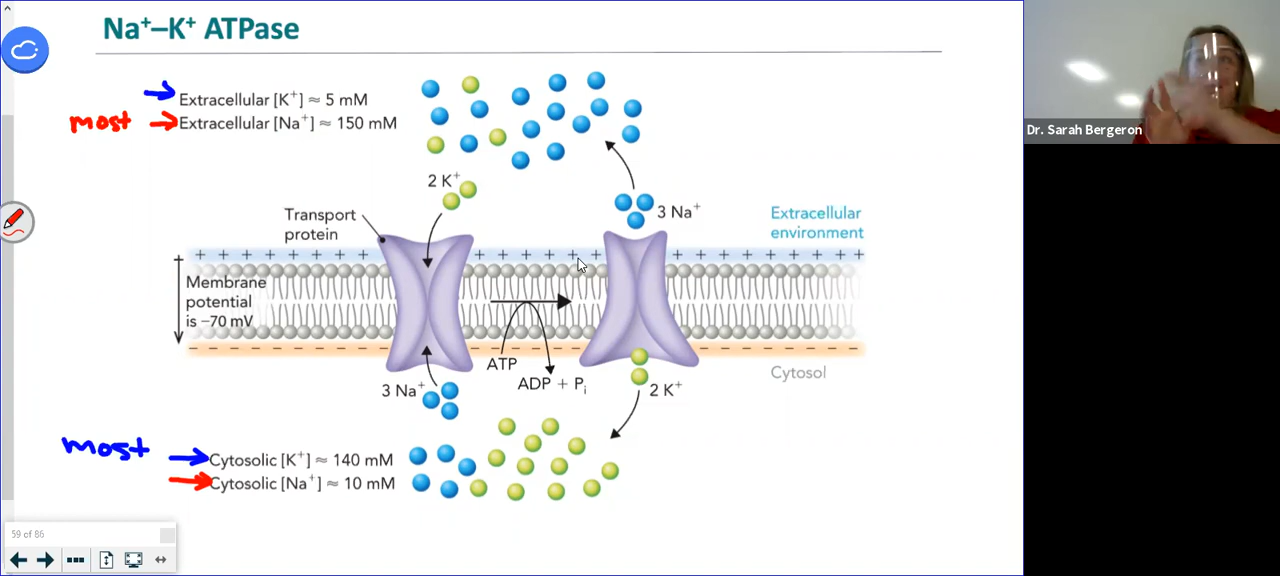 Na⁺–K⁺ ATPase
Extracellular [K⁺] ≈ 5 mM
most Extracellular [Na⁺] ≈ 150 mM
Dr. Sarah Bergeron
2 K⁺
3 Na⁺
Transport
protein
Extracellular
environment
+ + + + + + + + + + + + + + + + + + + + + +
Membrane
potential
is –70 mV
– – – – – – – – – – – – – – – – – – – – – –
ATP
ADP + Pᵢ
Cytosol
3 Na⁺
2 K⁺
most Cytosolic [K⁺] ≈ 140 mM
Cytosolic [Na⁺] ≈ 10 mM
59 of 86